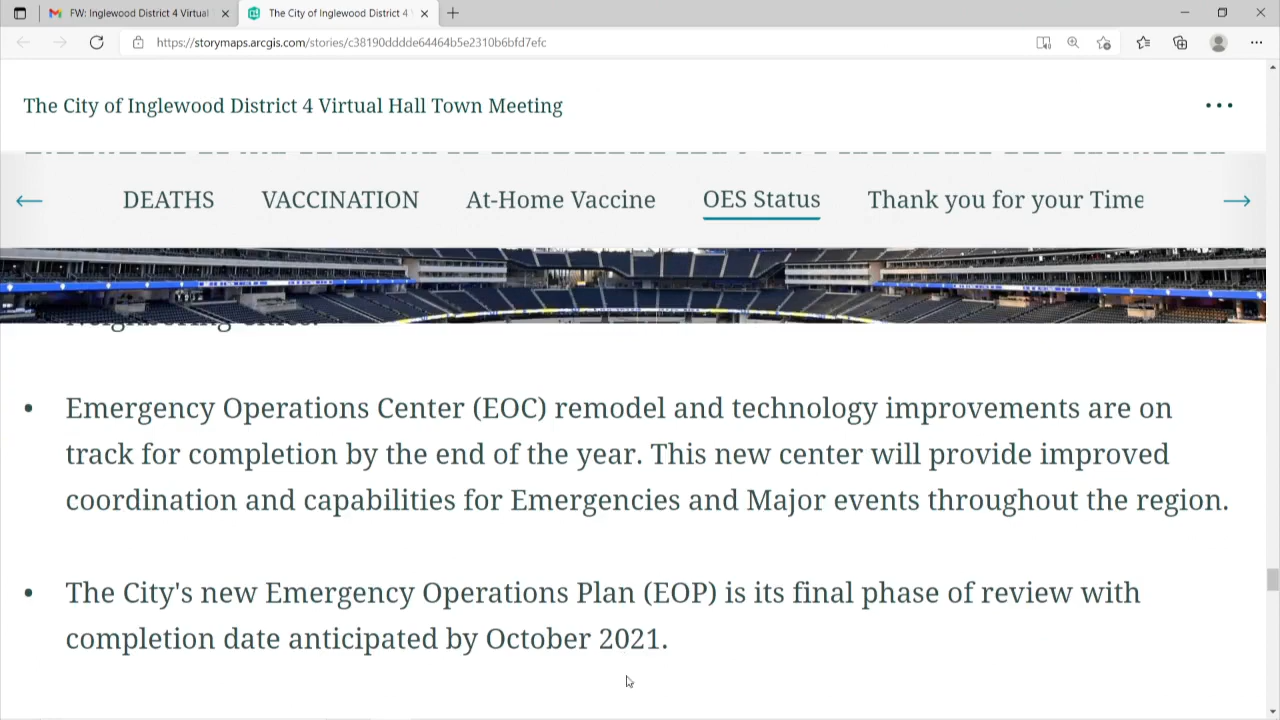 FW: Inglewood District 4 Virtual
The City of Inglewood District 4
https://storymaps.arcgis.com/stories/c38190dddde64464b5e2310b6bfd7efc
The City of Inglewood District 4 Virtual Hall Town Meeting
DEATHS VACCINATION At-Home Vaccine OES Status Thank you for your Time
Neighboring cities.
• Emergency Operations Center (EOC) remodel and technology improvements are on
track for completion by the end of the year. This new center will provide improved
coordination and capabilities for Emergencies and Major events throughout the region.
• The City's new Emergency Operations Plan (EOP) is its final phase of review with
completion date anticipated by October 2021.